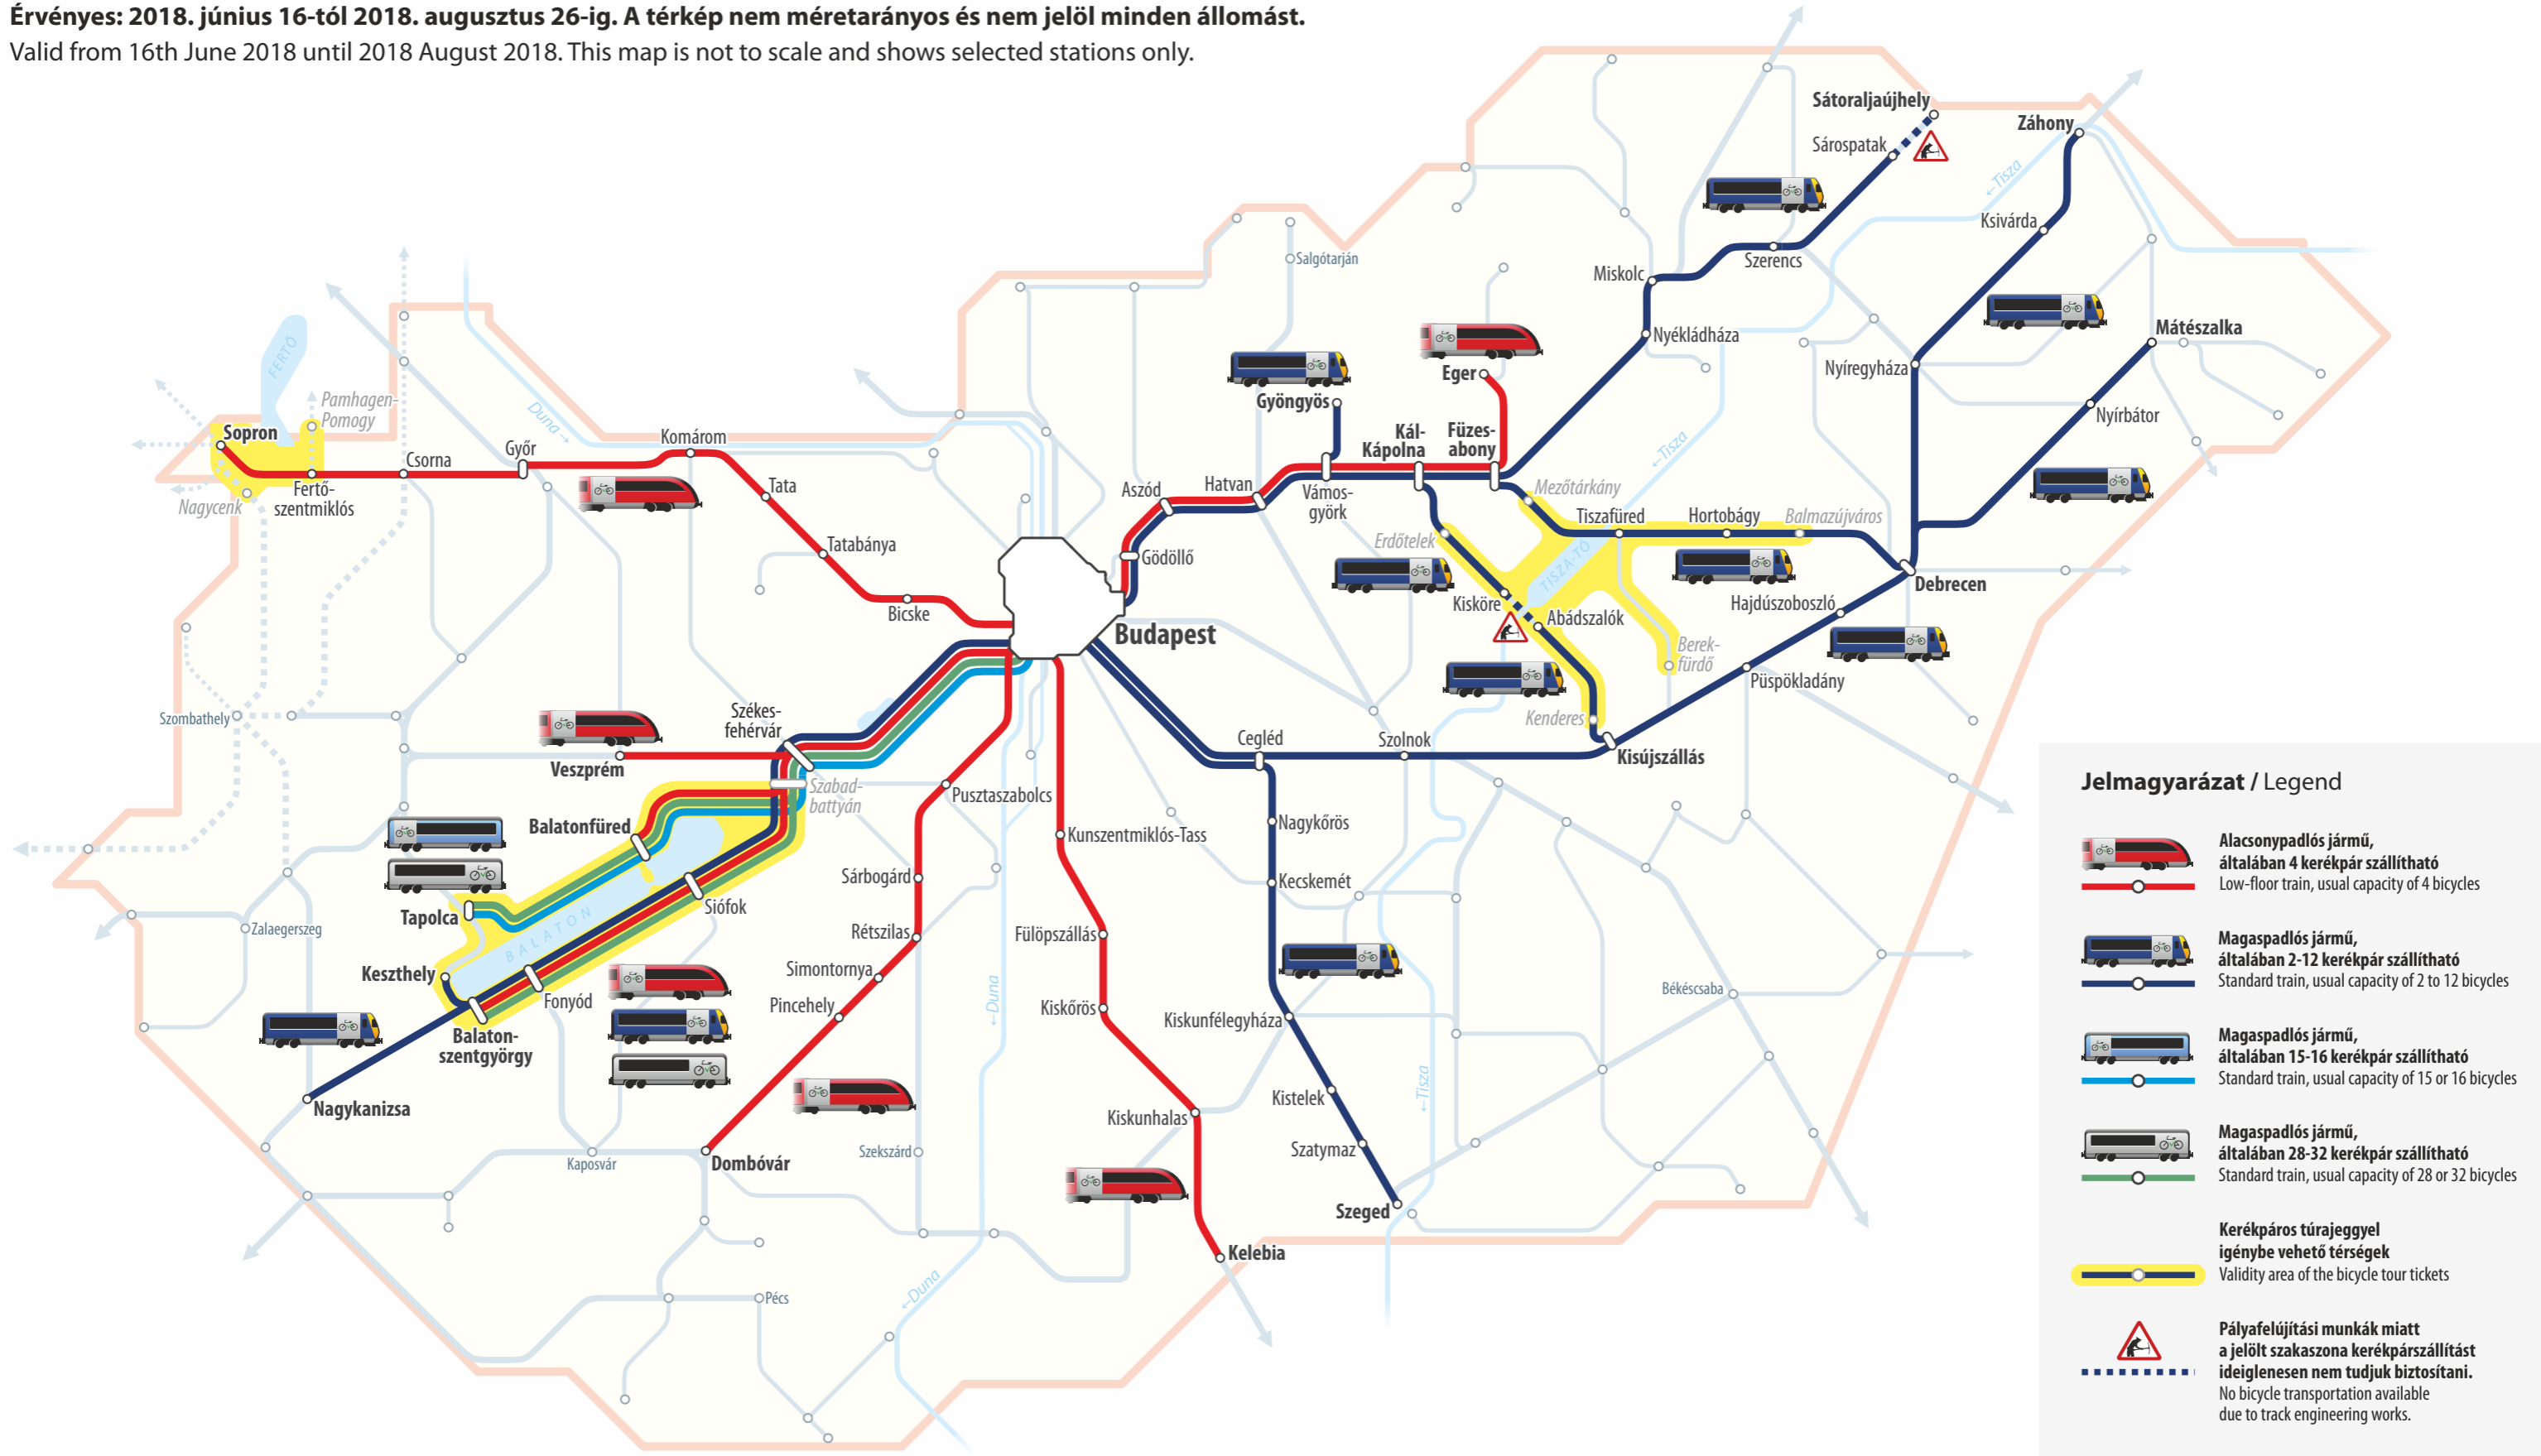 Érvényes: 2018. június 16-tól 2018. augusztus 26-ig. A térkép nem méretarányos és nem jelöl minden állomást.
Valid from 16th June 2018 until 2018 August 2018. This map is not to scale and shows selected stations only.
Sátoraljaújhely
Záhony
Sárospatak
←Tisza
Ksivárda
Salgótarján
Miskolc
Szerencs
Nyékládháza
Mátészalka
FERTŐ
Eger
Nyíregyháza
Gyöngyös
Nyírbátor
Pamhagen-
Pomogy
Duna→
Sopron
Csorna
Győr
Komárom
Kál-
Kápolna
Füzes-
abony
←Tisza
Nagycenk
Fertő-
szentmiklós
Tata
Aszód
Hatvan
Vámos-
györk
Mezőtárkány
Tiszafüred
Hortobágy
Balmazújváros
Tatabánya
Gödöllő
Erdőtelek
TISZA-TÓ
Debrecen
Bicske
Kisköre
Abádszalók
Hajdúszoboszló
Budapest
Berek-
fürdő
Püspökladány
Szombathely
Székes-
fehérvár
Kenderes
Veszprém
Cegléd
Szolnok
Kisújszállás
Szabad-
battyán
Pusztaszabolcs
Balatonfüred
Kunszentmiklós-Tass
Nagykőrös
Sárbogárd
Kecskemét
Tapolca
Siófok
Zalaegerszeg
BALATON
Rétszilas
Fülöpszállás
Keszthely
Simontornya
Fonyód
Pincehely
←Duna
Kiskőrös
Békéscsaba
Balaton-
szentgyörgy
Kiskunfélegyháza
Nagykanizsa
Kiskunhalas
Kistelek
←Tisza
Kaposvár
Dombóvár
Szekszárd
Szatymaz
Szeged
Kelebia
←Duna
Pécs
Jelmagyarázat / Legend
Alacsonypadlós jármű,
általában 4 kerékpár szállítható
Low-floor train, usual capacity of 4 bicycles
Magaspadlós jármű,
általában 2-12 kerékpár szállítható
Standard train, usual capacity of 2 to 12 bicycles
Magaspadlós jármű,
általában 15-16 kerékpár szállítható
Standard train, usual capacity of 15 or 16 bicycles
Magaspadlós jármű,
általában 28-32 kerékpár szállítható
Standard train, usual capacity of 28 or 32 bicycles
Kerékpáros túrajeggyel
igénybe vehető térségek
Validity area of the bicycle tour tickets
Pályafelújítási munkák miatt
a jelölt szakaszona kerékpárszállítást
ideiglenesen nem tudjuk biztosítani.
No bicycle transportation available
due to track engineering works.